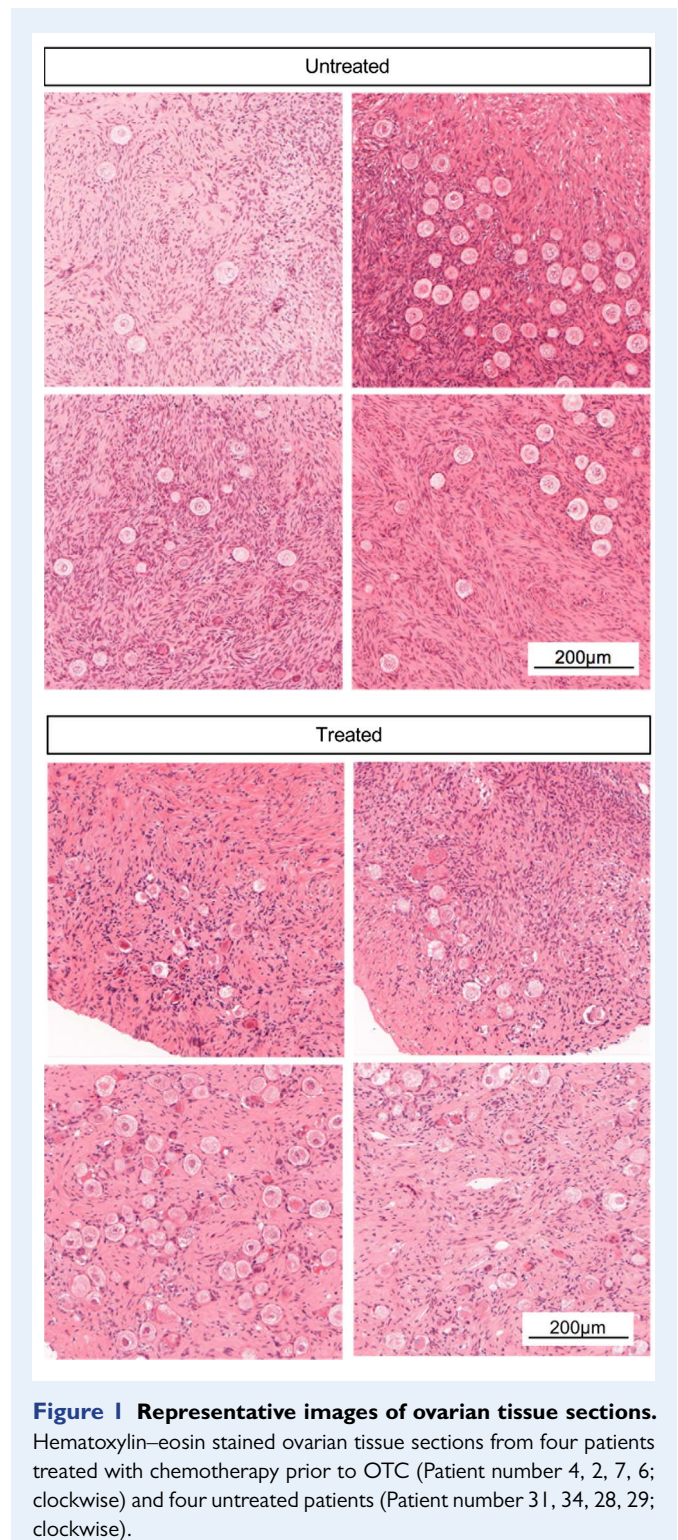 Untreated
200µm
Treated
200µm
Figure 1 Representative images of ovarian tissue sections.
Hematoxylin–eosin stained ovarian tissue sections from four patients
treated with chemotherapy prior to OTC (Patient number 4, 2, 7, 6;
clockwise) and four untreated patients (Patient number 31, 34, 28, 29;
clockwise).